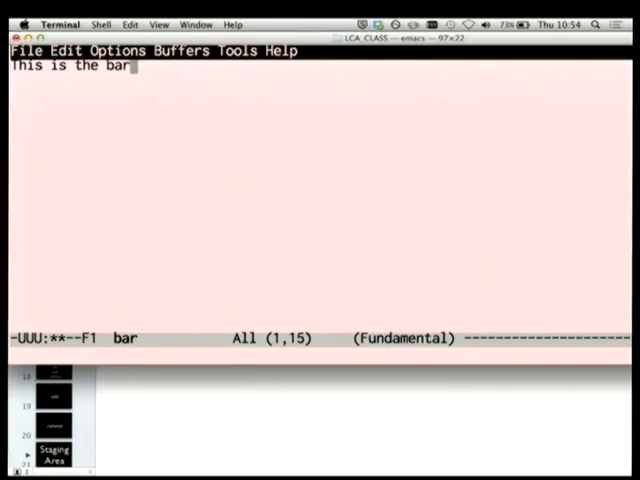 Terminal Shell Edit View Window Help 73% Thu 10:54
LCA_CLASS — emacs — 97×22
File Edit Options Buffers Tools Help
This is the bar
-UUU:**--F1 bar All (1,15) (Fundamental) ----------------------
18
19
20
Staging
Area
21